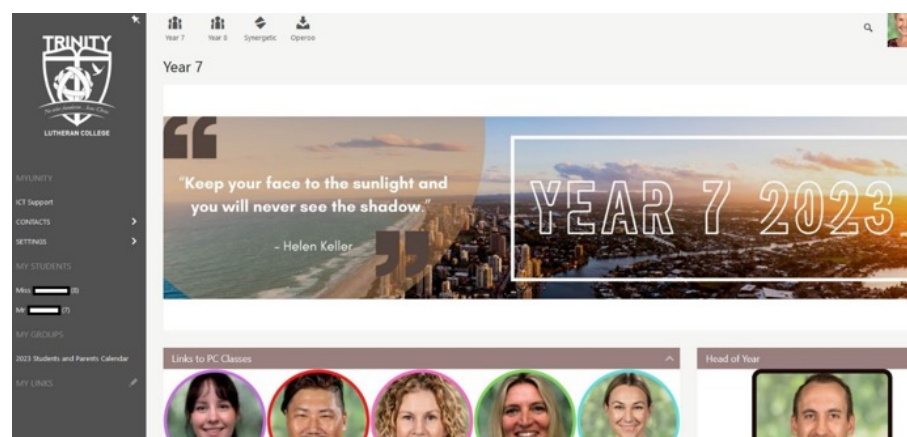 TRINITY
LUTHERAN COLLEGE
MYUNITY
ICT Support
CONTACTS
SETTINGS
MY STUDENTS
Miss (8)
Mr (7)
MY GROUPS
2023 Students and Parents Calendar
MY LINKS
Year 7
Year 8
Synergetic
Operoo
Year 7
“Keep your face to the sunlight and
you will never see the shadow.”
- Helen Keller
YEAR 7 2023
Links to PC Classes
Head of Year